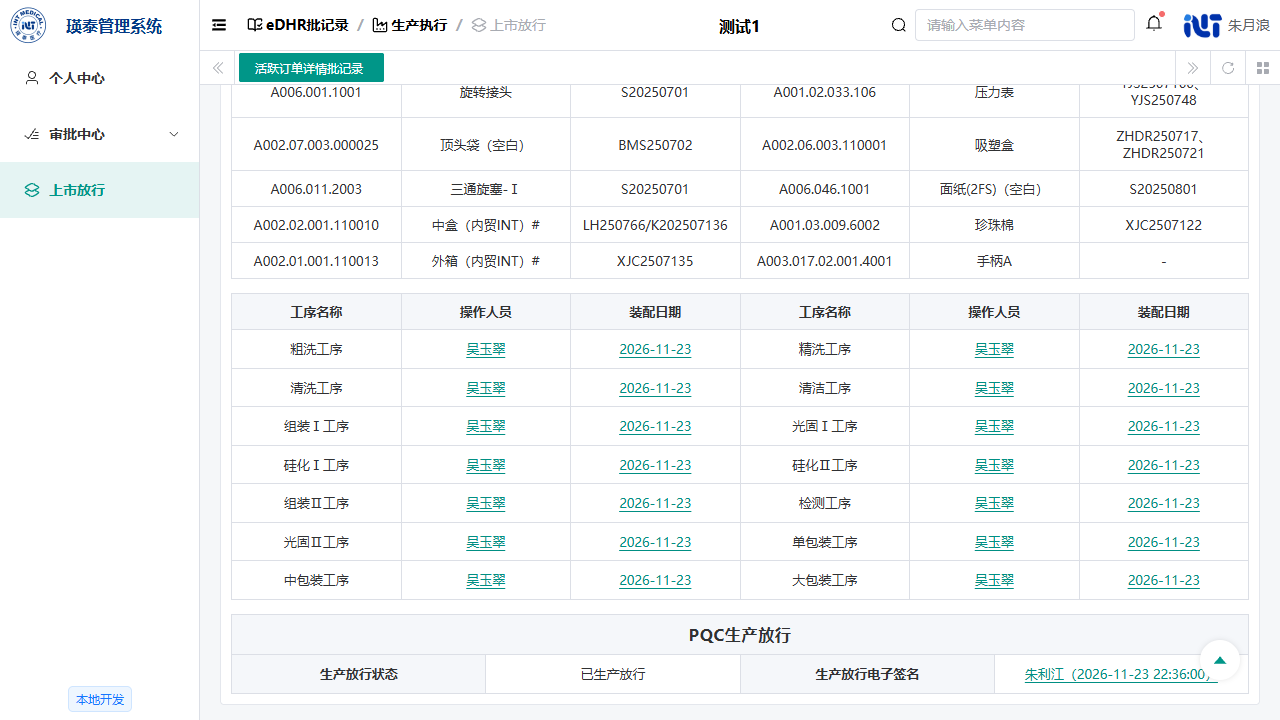 瑛泰管理系统
eDHR批记录 / 生产执行 / 上市放行
测试1
请输入菜单内容
朱月浪
个人中心
审批中心
上市放行
本地开发
活跃订单详情批记录
A006.001.1001 旋转接头 S20250701 A001.02.033.106 压力表 YJS250748
A002.07.003.000025 顶头袋（空白） BMS250702 A002.06.003.110001 吸塑盒 ZHDR250717、
ZHDR250721
A006.011.2003 三通旋塞-Ⅰ S20250701 A006.046.1001 面纸(2FS)（空白） S20250801
A002.02.001.110010 中盒（内贸INT）# LH250766/K202507136 A001.03.009.6002 珍珠棉 XJC2507122
A002.01.001.110013 外箱（内贸INT）# XJC2507135 A003.017.02.001.4001 手柄A -
工序名称 操作人员 装配日期 工序名称 操作人员 装配日期
粗洗工序 吴玉翠 2026-11-23 精洗工序 吴玉翠 2026-11-23
清洗工序 吴玉翠 2026-11-23 清洁工序 吴玉翠 2026-11-23
组装Ⅰ工序 吴玉翠 2026-11-23 光固Ⅰ工序 吴玉翠 2026-11-23
硅化Ⅰ工序 吴玉翠 2026-11-23 硅化Ⅱ工序 吴玉翠 2026-11-23
组装Ⅱ工序 吴玉翠 2026-11-23 检测工序 吴玉翠 2026-11-23
光固Ⅱ工序 吴玉翠 2026-11-23 单包装工序 吴玉翠 2026-11-23
中包装工序 吴玉翠 2026-11-23 大包装工序 吴玉翠 2026-11-23
PQC生产放行
生产放行状态 已生产放行 生产放行电子签名 朱利江（2026-11-23 22:36:00）